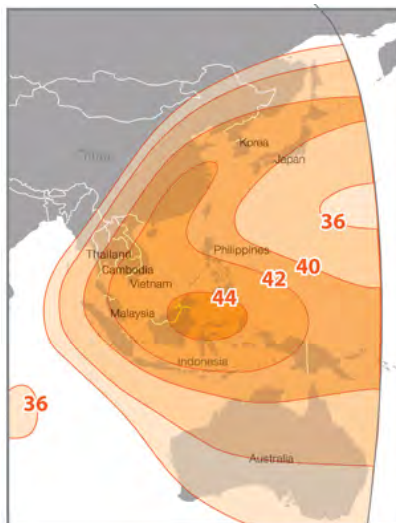 China
Korea
Japan
36
Thailand
Philippines
40
Cambodia
42
Vietnam
44
Malaysia
Indonesia
36
Australia